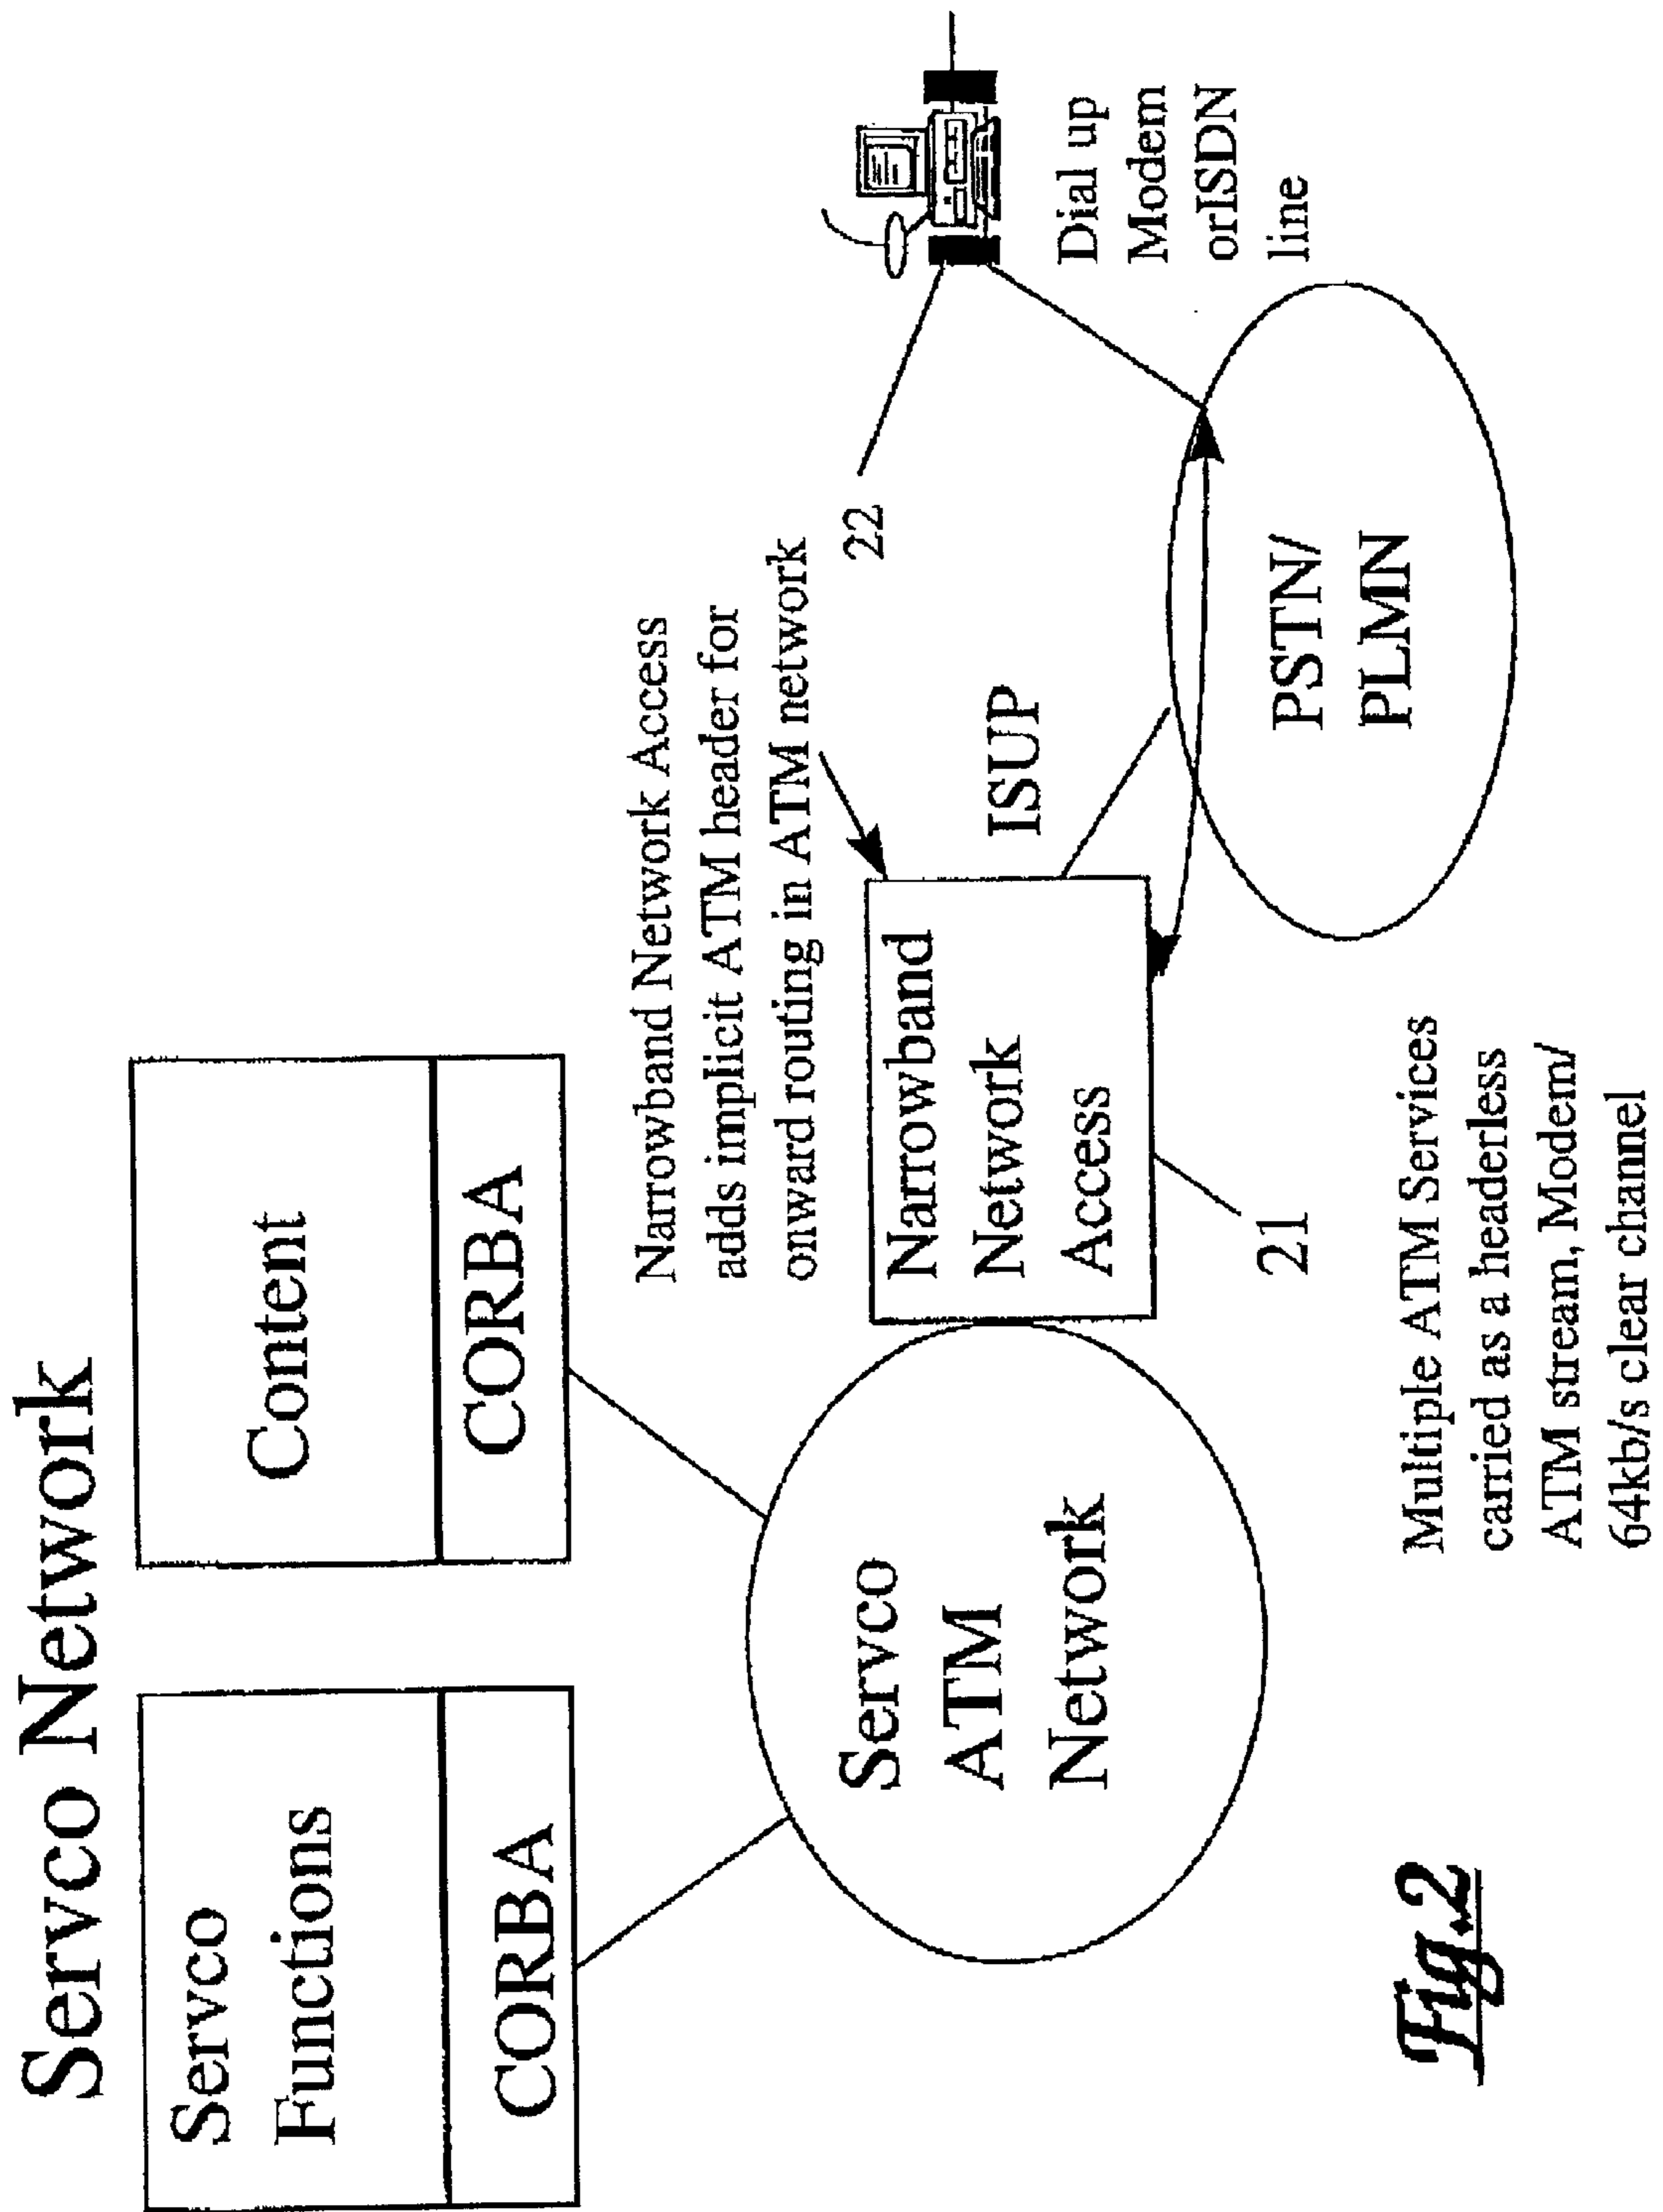 Servco Network
Servco
Functions
CORBA
Content
CORBA
Servco
ATM
Network
Narrowband Network Access
adds implicit ATM header for
onward routing in ATM network
Narrowband
Network
Access
21
ISUP
22
PSTN/
PLMN
Dial up
Modem
orISDN
line
Multiple ATM Services
carried as a headerless
ATM stream, Modem/
64kb/s clear channel
Fig.2